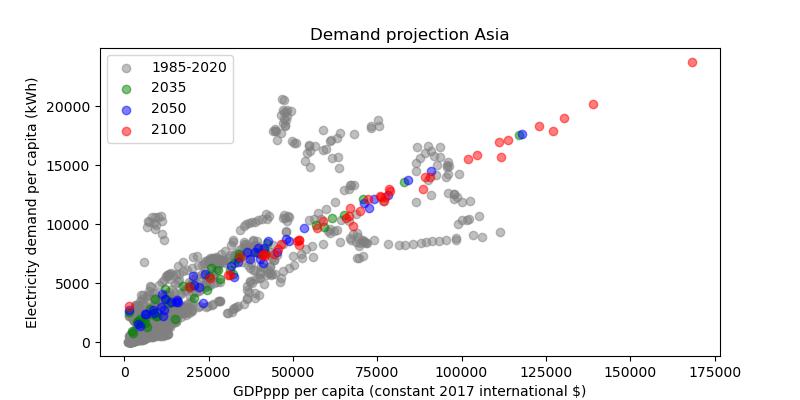 Demand projection Asia
1985-2020
2035
2050
2100
Electricity demand per capita (kWh)
20000
15000
10000
5000
0
0 25000 50000 75000 100000 125000 150000 175000
GDPppp per capita (constant 2017 international $)